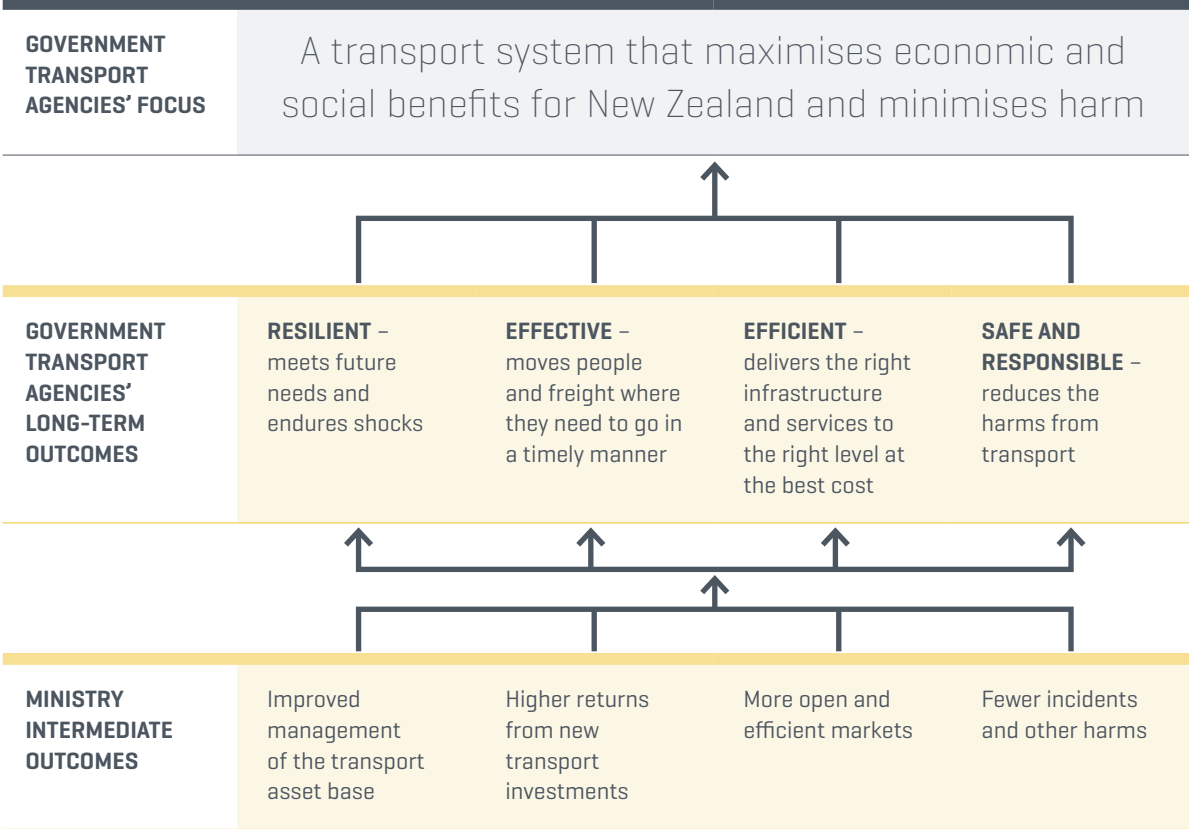 GOVERNMENT
TRANSPORT
AGENCIES’ FOCUS
A transport system that maximises economic and
social benefits for New Zealand and minimises harm
GOVERNMENT
TRANSPORT
AGENCIES’
LONG-TERM
OUTCOMES
RESILIENT –
meets future
needs and
endures shocks
EFFECTIVE –
moves people
and freight where
they need to go in
a timely manner
EFFICIENT –
delivers the right
infrastructure
and services to
the right level at
the best cost
SAFE AND
RESPONSIBLE –
reduces the
harms from
transport
MINISTRY
INTERMEDIATE
OUTCOMES
Improved
management
of the transport
asset base
Higher returns
from new
transport
investments
More open and
efficient markets
Fewer incidents
and other harms